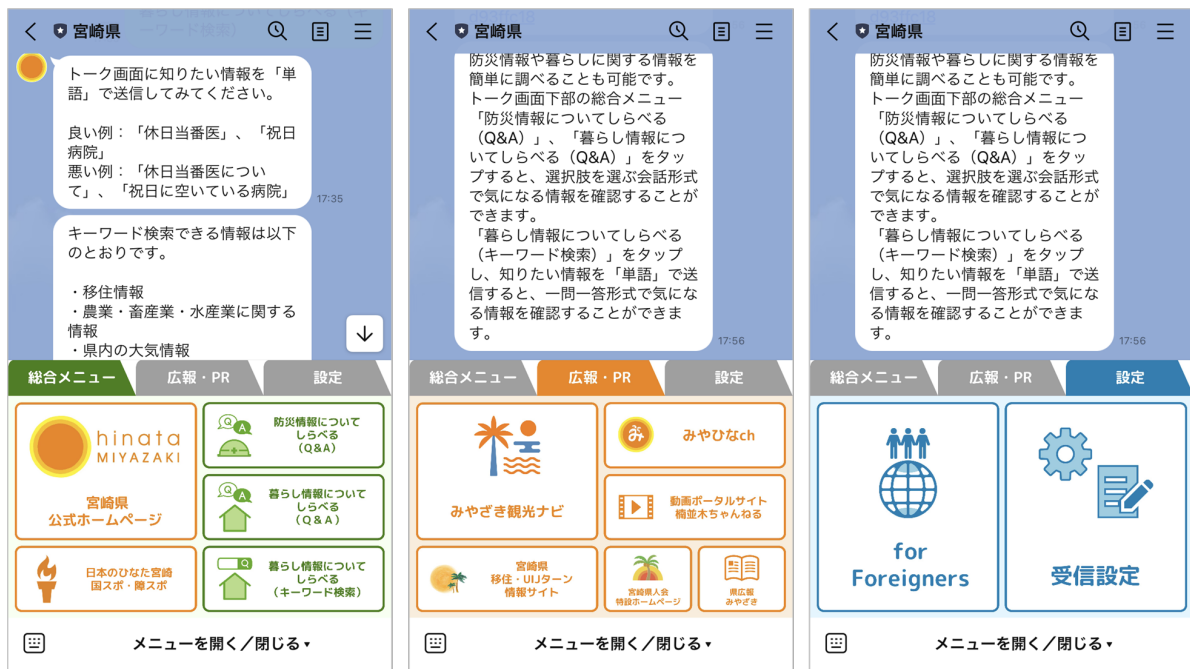 宮崎県
ーワード検索）
トーク画面に知りたい情報を「単
語」で送信してみてください。
良い例：「休日当番医」、「祝日
病院」
悪い例：「休日当番医につい
て」、「祝日に空いている病院」
17:35
キーワード検索できる情報は以下
のとおりです。
・移住情報
・農業・畜産業・水産業に関する
情報
・県内の大気情報
総合メニュー
広報・PR
設定
hinata
MIYAZAKI
宮崎県
公式ホームページ
Q A
防災情報について
しらべる
（Q&A）
Q A
暮らし情報について
しらべる
（Q&A）
日本のひなた宮崎
国スポ・障スポ
暮らし情報について
しらべる
（キーワード検索）
メニューを開く／閉じる▾
宮崎県
防災情報や暮らしに関する情報を
簡単に調べることも可能です。
トーク画面下部の総合メニュー
「防災情報についてしらべる
（Q&A）」、「暮らし情報につ
いてしらべる（Q&A）」をタッ
プすると、選択肢を選ぶ会話形式
で気になる情報を確認することが
できます。
「暮らし情報についてしらべる
（キーワード検索）」をタップ
し、知りたい情報を「単語」で送
信すると、一問一答形式で気にな
る情報を確認することができま
す。
17:56
総合メニュー
広報・PR
設定
みやざき観光ナビ
み
みやひなch
動画ポータルサイト
楠並木ちゃんねる
宮崎県
移住・UIJターン
情報サイト
宮崎県人会
特設ホームページ
県広報
みやざき
メニューを開く／閉じる▾
宮崎県
d93ffc18
防災情報や暮らしに関する情報を
簡単に調べることも可能です。
トーク画面下部の総合メニュー
「防災情報についてしらべる
（Q&A）」、「暮らし情報につ
いてしらべる（Q&A）」をタッ
プすると、選択肢を選ぶ会話形式
で気になる情報を確認することが
できます。
「暮らし情報についてしらべる
（キーワード検索）」をタップ
し、知りたい情報を「単語」で送
信すると、一問一答形式で気にな
る情報を確認することができま
す。
17:56
総合メニュー
広報・PR
設定
for
Foreigners
受信設定
メニューを開く／閉じる▾